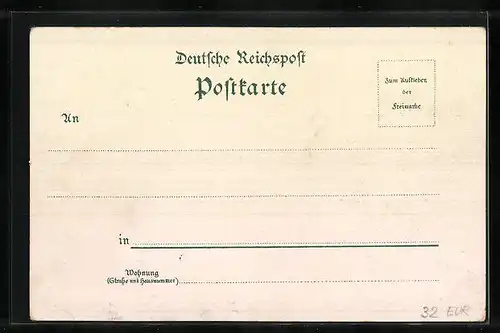 Deutsche Reichspost
Postkarte
Zum Aufkleben
der
Freimarke
An
in
Wohnung
(Straße und Hausnummer)
32 EUR